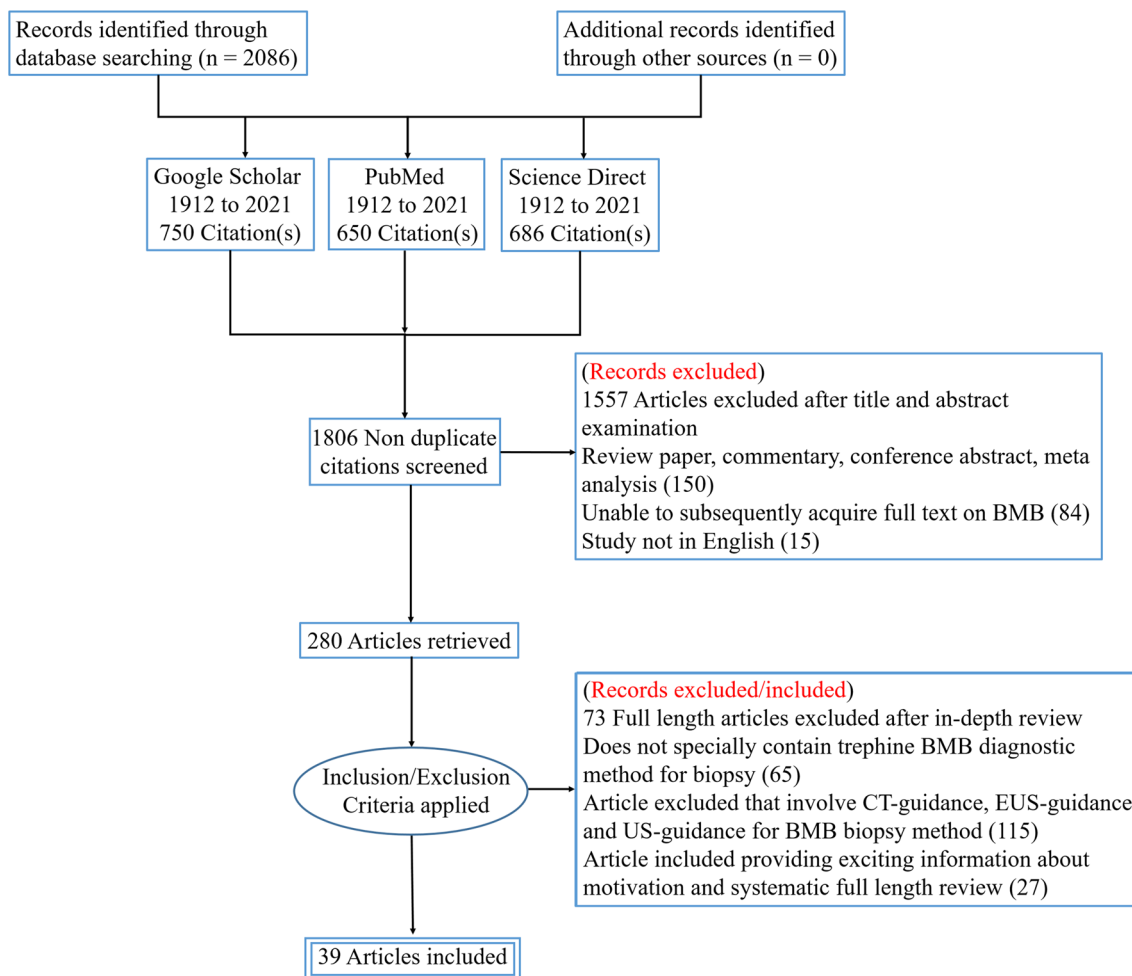 Records identified through
database searching (n = 2086)
Additional records identified
through other sources (n = 0)
Google Scholar
1912 to 2021
750 Citation(s)
PubMed
1912 to 2021
650 Citation(s)
Science Direct
1912 to 2021
686 Citation(s)
1806 Non duplicate
citations screened
(Records excluded)
1557 Articles excluded after title and abstract
examination
Review paper, commentary, conference abstract, meta
analysis (150)
Unable to subsequently acquire full text on BMB (84)
Study not in English (15)
280 Articles retrieved
Inclusion/Exclusion
Criteria applied
(Records excluded/included)
73 Full length articles excluded after in-depth review
Does not specially contain trephine BMB diagnostic
method for biopsy (65)
Article excluded that involve CT-guidance, EUS-guidance
and US-guidance for BMB biopsy method (115)
Article included providing exciting information about
motivation and systematic full length review (27)
39 Articles included